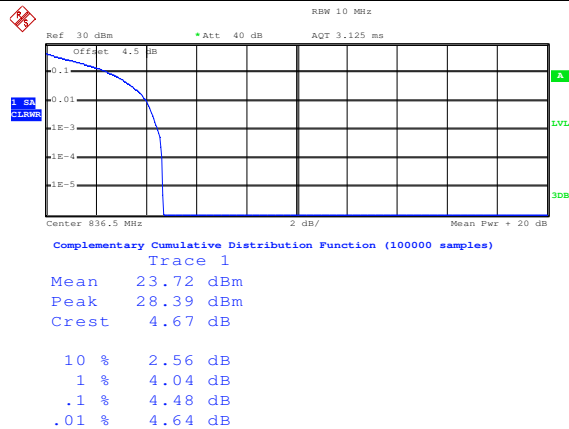 R S
RBW 10 MHz
Ref 30 dBm *Att 40 dB AQT 3.125 ms
Offset 4.5 dB
0.1
A
0.01
1 SA
CLRWR
LVL
1E-3
1E-4
1E-5
3DB
Center 836.5 MHz 2 dB/ Mean Pwr + 20 dB
Complementary Cumulative Distribution Function (100000 samples)
Trace 1
Mean 23.72 dBm
Peak 28.39 dBm
Crest 4.67 dB
10 % 2.56 dB
1 % 4.04 dB
.1 % 4.48 dB
.01 % 4.64 dB